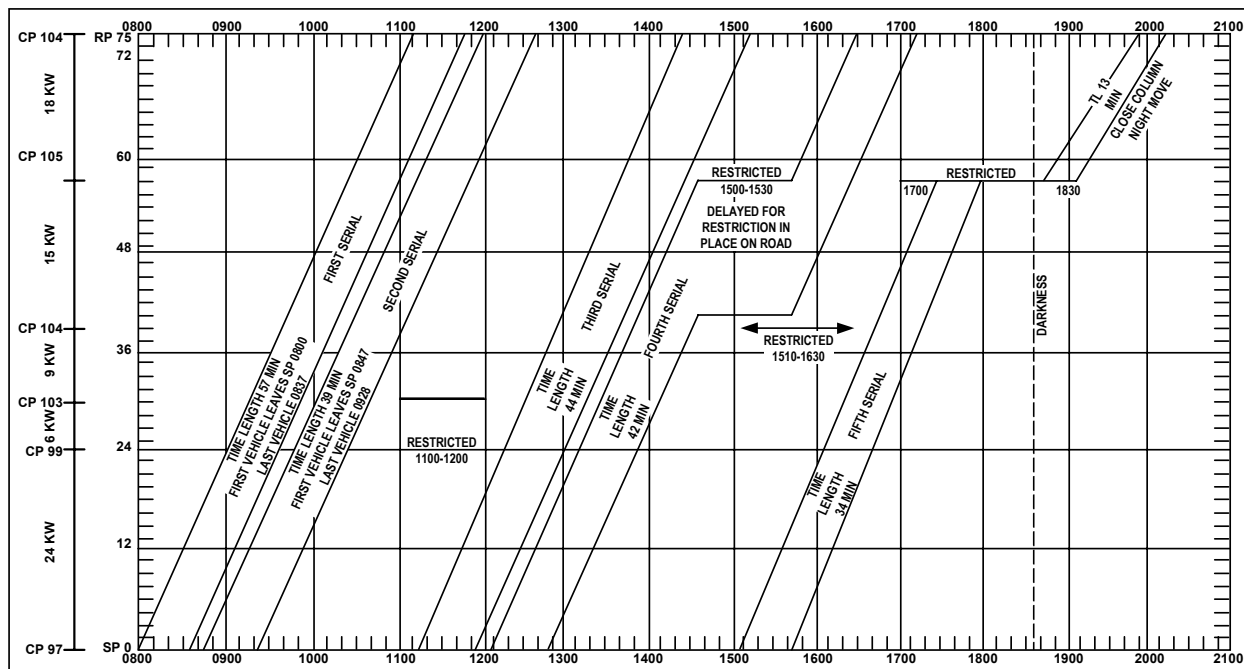 0800 0900 1000 1100 1200 1300 1400 1500 1600 1700 1800 1900 2000 2100
CP 104
RP 75
72
18 KW
CP 105
60
15 KW
48
CP 104
36
9 KW
CP 103
6 KW
CP 99
24
24 KW
12
CP 97
SP 0
FIRST SERIAL
TIME LENGTH 57 MIN
FIRST VEHICLE LEAVES SP 0800
LAST VEHICLE 0837
SECOND SERIAL
TIME LENGTH 39 MIN
FIRST VEHICLE LEAVES SP 0847
LAST VEHICLE 0928
RESTRICTED
1100-1200
THIRD SERIAL
TIME
LENGTH
44 MIN
FOURTH SERIAL
TIME
LENGTH
42 MIN
RESTRICTED
1500-1530
DELAYED FOR
RESTRICTION IN
PLACE ON ROAD
RESTRICTED
1510-1630
FIFTH SERIAL
TIME
LENGTH
34 MIN
RESTRICTED
1700
1830
DARKNESS
TL 13
MIN
CLOSE COLUMN
NIGHT MOVE
0800 0900 1000 1100 1200 1300 1400 1500 1600 1700 1800 1900 2000 2100